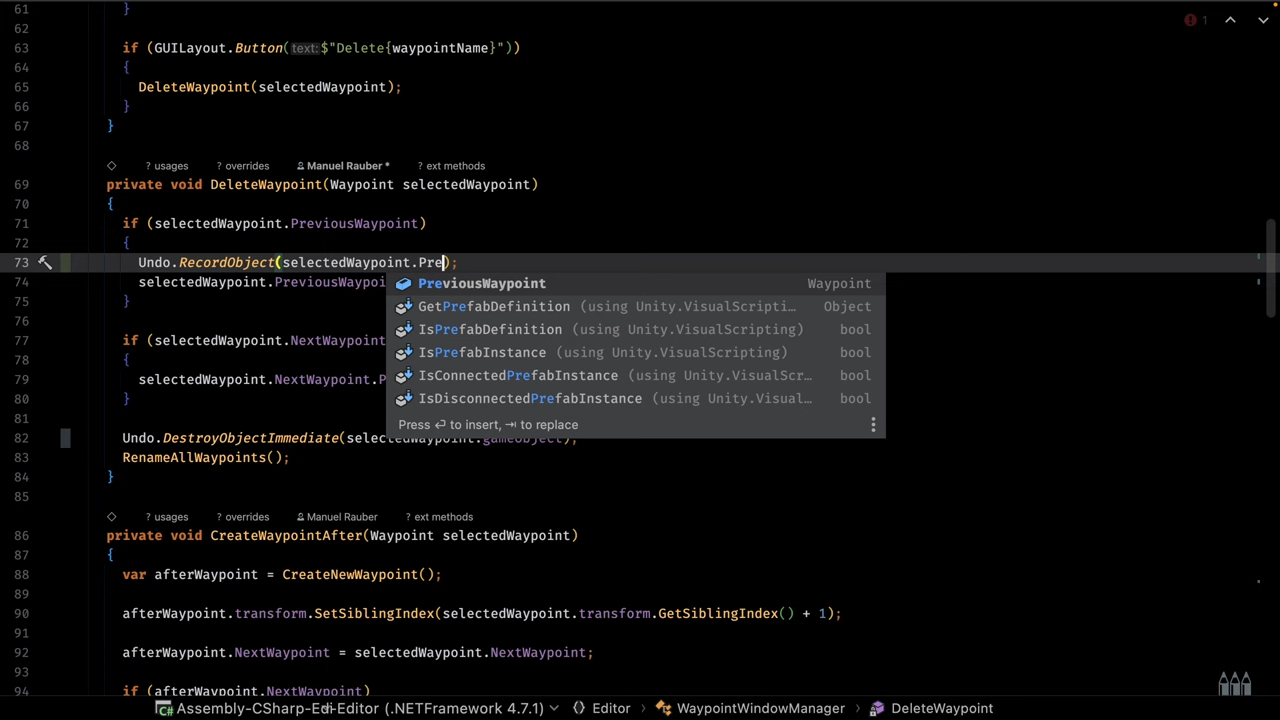 61 }
62
63 if (GUILayout.Button(text:$"Delete{waypointName}"))
64 {
65 DeleteWaypoint(selectedWaypoint);
66 }
67 }
68
? usages ? overrides Manuel Rauber * ? ext methods
69 private void DeleteWaypoint(Waypoint selectedWaypoint)
70 {
71 if (selectedWaypoint.PreviousWaypoint)
72 {
73 Undo.RecordObject(selectedWaypoint.Pre);
74 selectedWaypoint.PreviousWaypoi
75 }
76
77 if (selectedWaypoint.NextWaypoint
78 {
79 selectedWaypoint.NextWaypoint.P
80 }
81
82 Undo.DestroyObjectImmediate(selectedWaypoint.gameObject);
83 RenameAllWaypoints();
84 }
85
? usages ? overrides Manuel Rauber ? ext methods
86 private void CreateWaypointAfter(Waypoint selectedWaypoint)
87 {
88 var afterWaypoint = CreateNewWaypoint();
89
90 afterWaypoint.transform.SetSiblingIndex(selectedWaypoint.transform.GetSiblingIndex() + 1);
91
92 afterWaypoint.NextWaypoint = selectedWaypoint.NextWaypoint;
93
94 if (afterWaypoint.NextWaypoint)
PreviousWaypoint Waypoint
GetPrefabDefinition (using Unity.VisualScripti... Object
IsPrefabDefinition (using Unity.VisualScripting) bool
IsPrefabInstance (using Unity.VisualScripting) bool
IsConnectedPrefabInstance (using Unity.VisualScr... bool
IsDisconnectedPrefabInstance (using Unity.Visual... bool
Press ↩ to insert, ⇥ to replace
1
C# Assembly-CSharp-Edi-Editor (.NETFramework 4.7.1) {} Editor WaypointWindowManager DeleteWaypoint